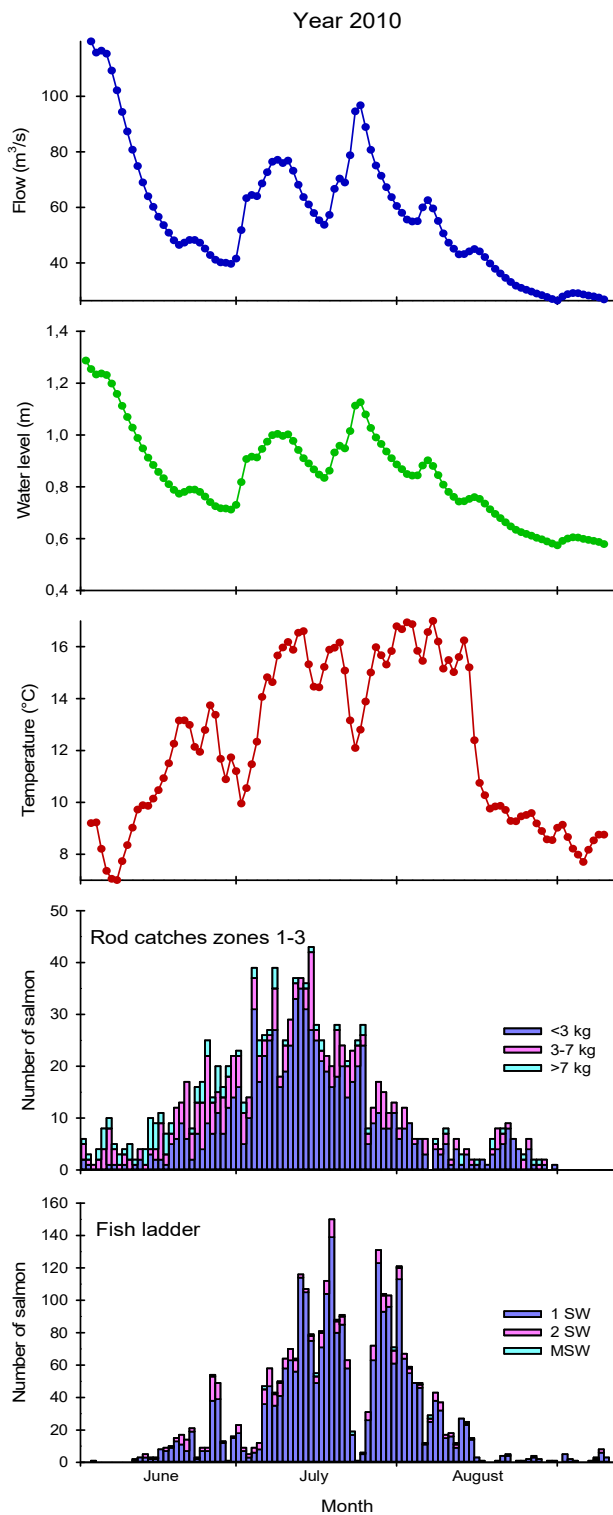 Year 2010
Flow (m³/s)
100
80
60
40
Water level (m)
1,4
1,2
1,0
0,8
0,6
0,4
Temperature (°C)
16
14
12
10
8
Rod catches zones 1-3
Number of salmon
50
40
30
20
10
0
<3 kg
3-7 kg
>7 kg
Fish ladder
Number of salmon
160
140
120
100
80
60
40
20
0
1 SW
2 SW
MSW
June July August
Month